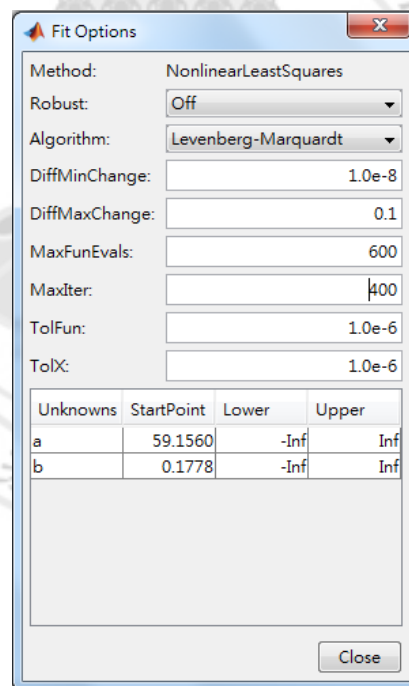 Fit Options
Method: NonlinearLeastSquares
Robust: Off
Algorithm: Levenberg-Marquardt
DiffMinChange: 1.0e-8
DiffMaxChange: 0.1
MaxFunEvals: 600
MaxIter: 400
TolFun: 1.0e-6
TolX: 1.0e-6
Unknowns StartPoint Lower Upper
a 59.1560 -Inf Inf
b 0.1778 -Inf Inf
Close